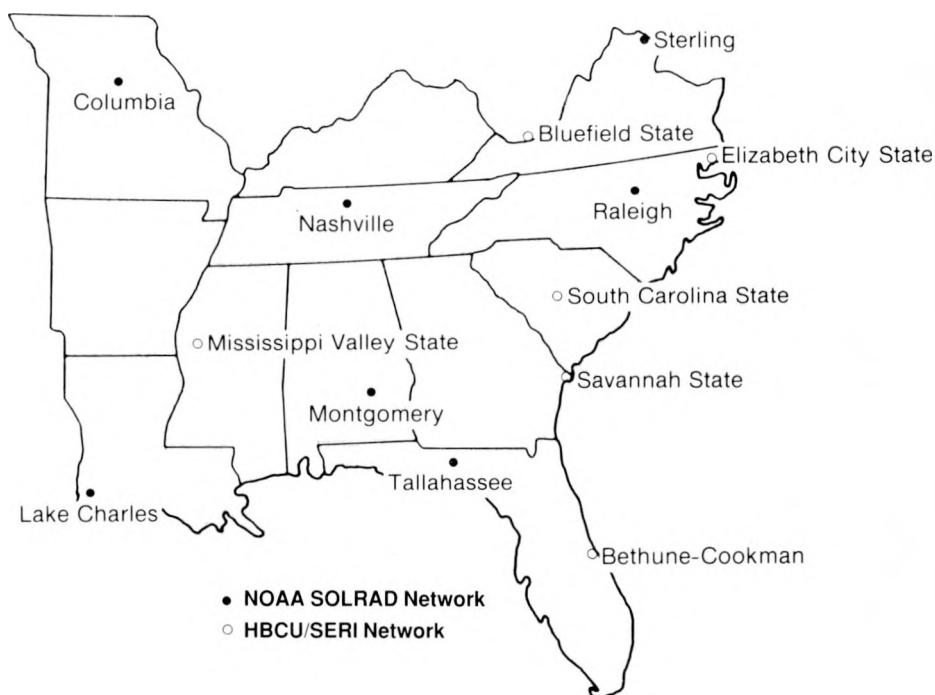 Sterling
Columbia
Bluefield State
Elizabeth City State
Nashville
Raleigh
South Carolina State
Mississippi Valley State
Savannah State
Montgomery
Tallahassee
Lake Charles
Bethune-Cookman
● NOAA SOLRAD Network
○ HBCU/SERI Network